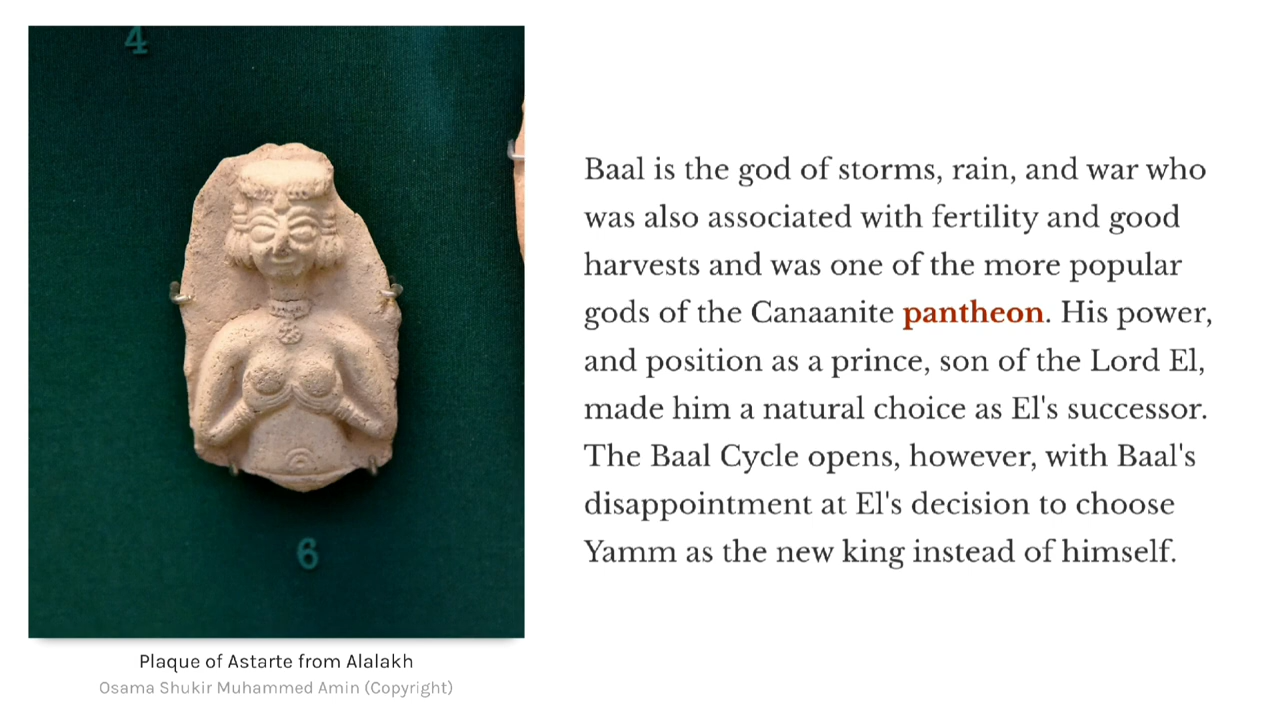 4
6
Plaque of Astarte from Alalakh
Osama Shukir Muhammed Amin (Copyright)
Baal is the god of storms, rain, and war who
was also associated with fertility and good
harvests and was one of the more popular
gods of the Canaanite pantheon. His power,
and position as a prince, son of the Lord El,
made him a natural choice as El's successor.
The Baal Cycle opens, however, with Baal's
disappointment at El's decision to choose
Yamm as the new king instead of himself.